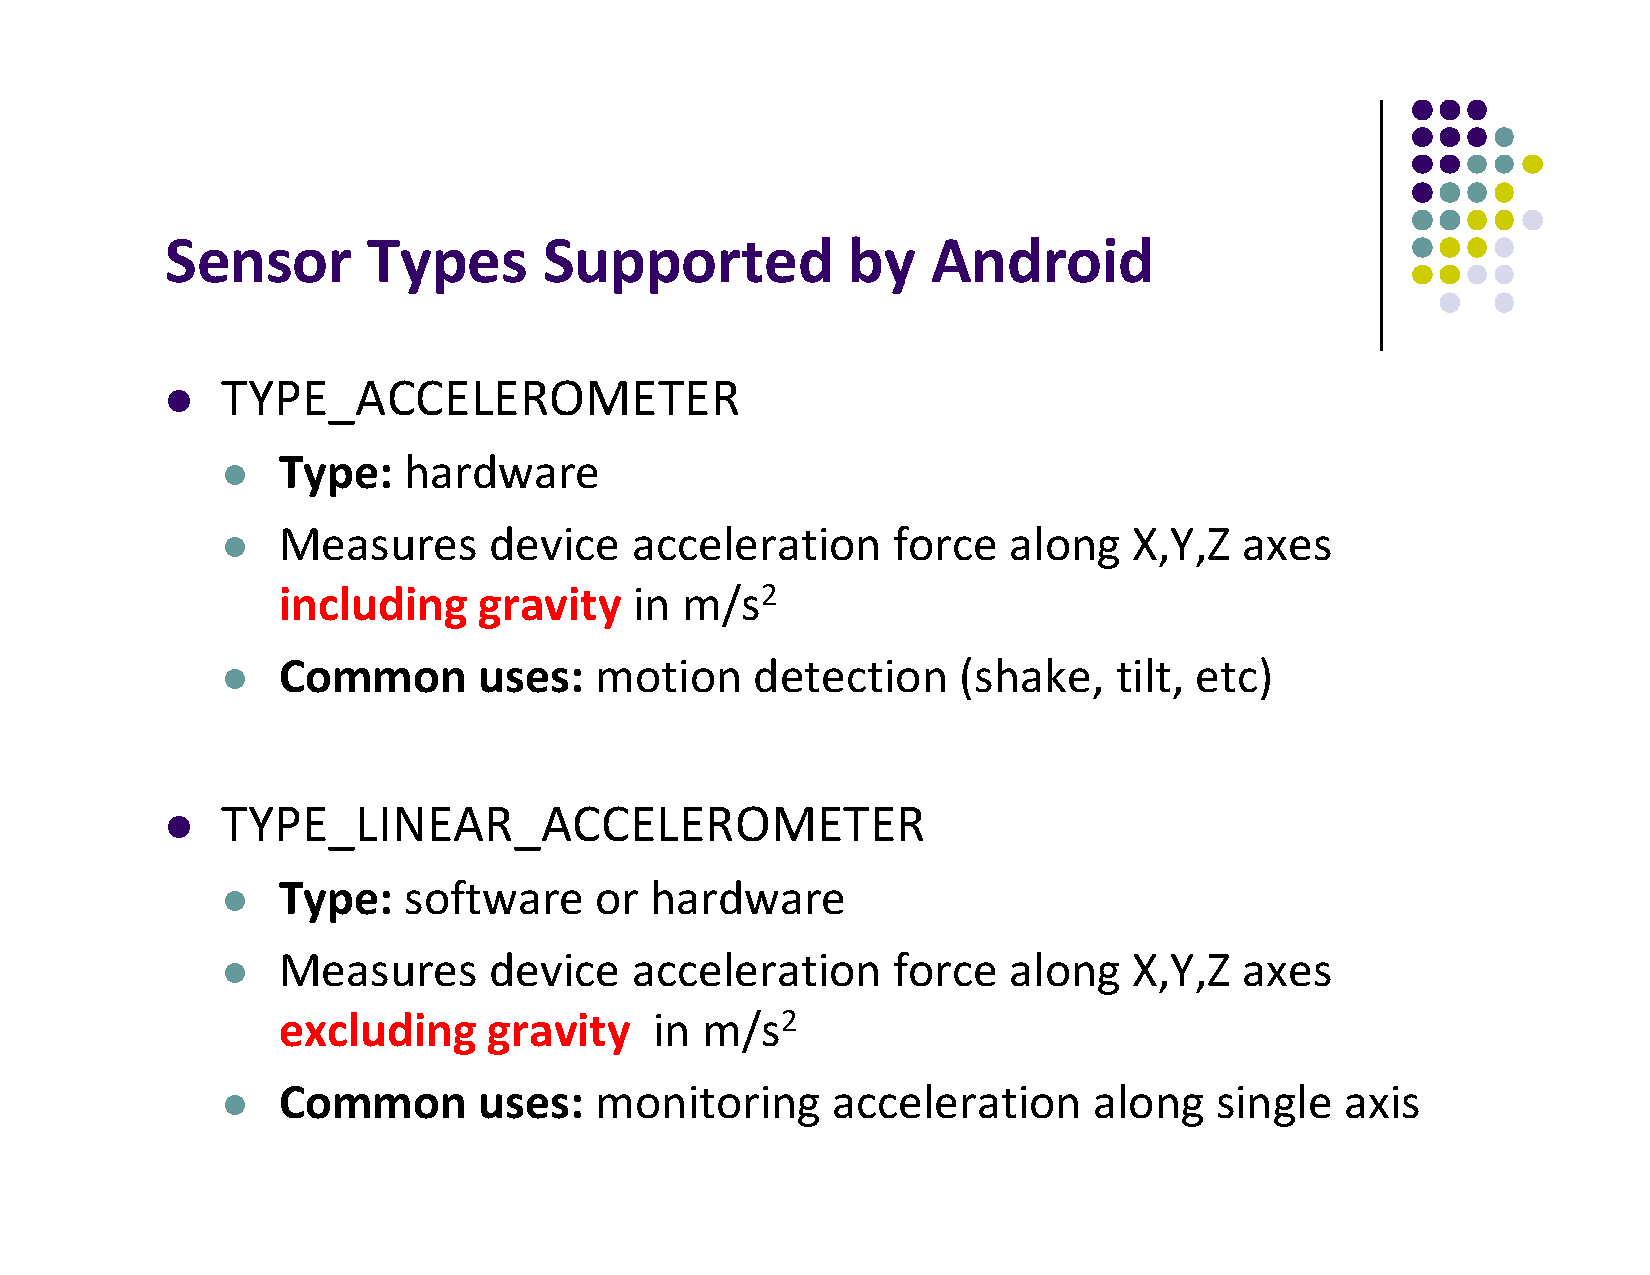 Sensor Types Supported by Android
● TYPE_ACCELEROMETER
● Type: hardware
● Measures device acceleration force along X,Y,Z axes
including gravity in m/s²
● Common uses: motion detection (shake, tilt, etc)
● TYPE_LINEAR_ACCELEROMETER
● Type: software or hardware
● Measures device acceleration force along X,Y,Z axes
excluding gravity in m/s²
● Common uses: monitoring acceleration along single axis